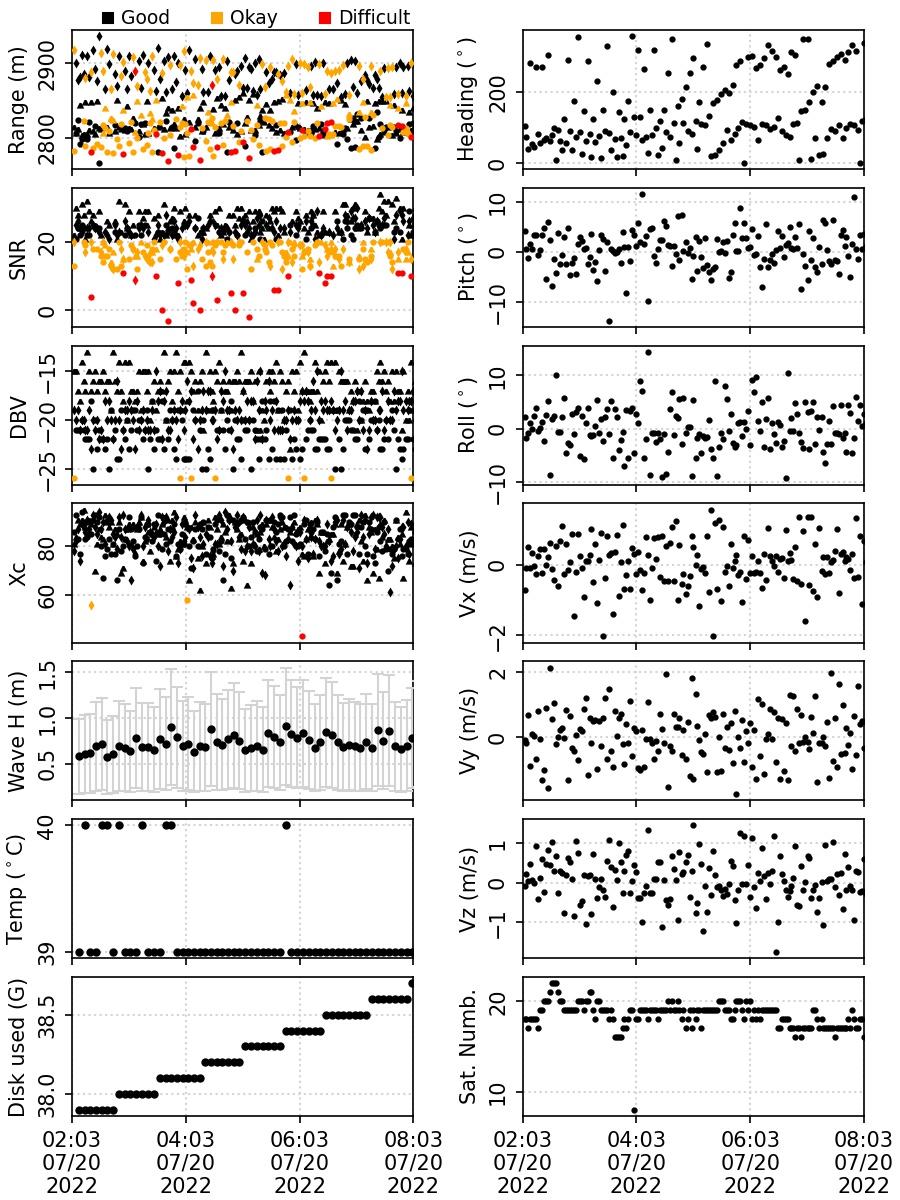 Good Okay Difficult
Range (m)
2900
2800
Heading (°)
200
0
SNR
20
0
Pitch (°)
10
0
−10
DBV
−15
−20
−25
Roll (°)
10
0
−10
Xc
80
60
Vx (m/s)
0
−2
Wave H (m)
1.5
1.0
0.5
Vy (m/s)
2
0
Temp (°C)
40
39
Vz (m/s)
1
0
−1
Disk used (G)
38.5
38.0
Sat. Numb.
20
10
02:03 04:03 06:03 08:03
07/20 07/20 07/20 07/20
2022 2022 2022 2022
02:03 04:03 06:03 08:03
07/20 07/20 07/20 07/20
2022 2022 2022 2022